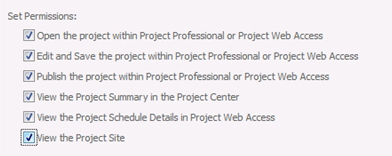 Set Permissions:
Open the project within Project Professional or Project Web Access
Edit and Save the project within Project Professional or Project Web Access
Publish the project within Project Professional or Project Web Access
View the Project Summary in the Project Center
View the Project Schedule Details in Project Web Access
View the Project Site